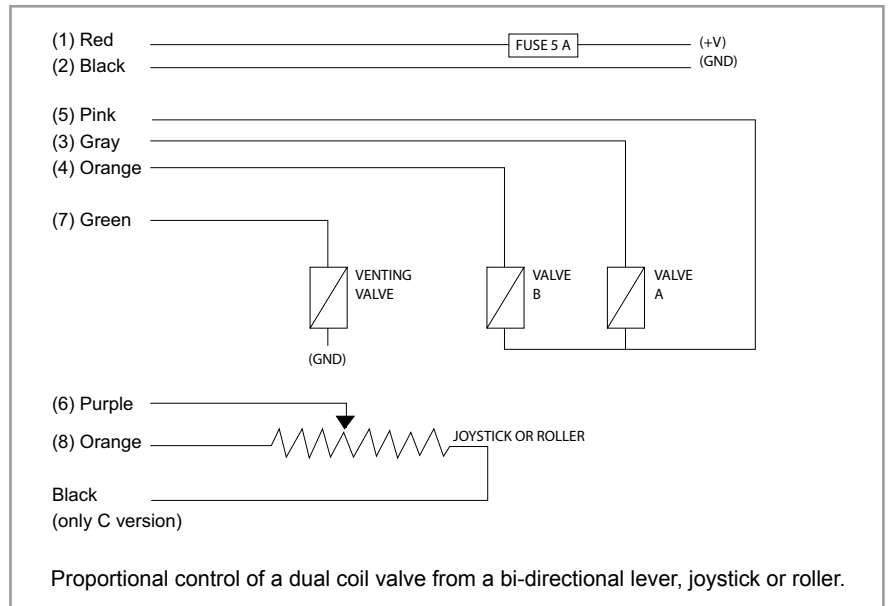 (1) Red
FUSE 5 A
(+V)
(2) Black
(GND)
(5) Pink
(3) Gray
(4) Orange
(7) Green
VENTING
VALVE
VALVE
B
VALVE
A
(GND)
(6) Purple
(8) Orange
JOYSTICK OR ROLLER
Black
(only C version)
Proportional control of a dual coil valve from a bi-directional lever, joystick or roller.